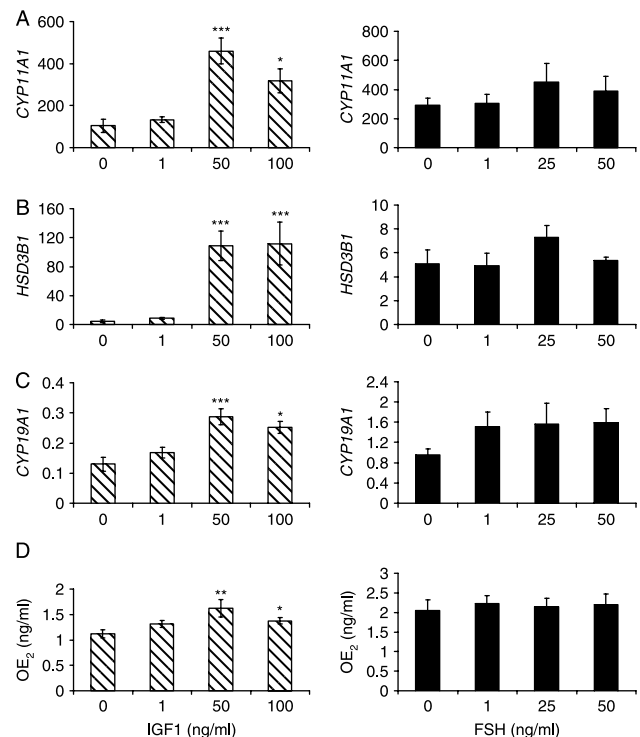 A
CYP11A1
600
400
200
0
***
*
0 1 50 100
CYP11A1
800
600
400
200
0
0 1 25 50
B
HSD3B1
160
120
80
40
0
***
***
0 1 50 100
HSD3B1
10
8
6
4
2
0
0 1 25 50
C
CYP19A1
0.4
0.3
0.2
0.1
0
***
*
0 1 50 100
CYP19A1
2.4
2
1.6
1.2
0.8
0.4
0
0 1 25 50
D
OE2 (ng/ml)
2
1.5
1
0.5
0
**
*
0 1 50 100
IGF1 (ng/ml)
OE2 (ng/ml)
3
2.5
2
1.5
1
0.5
0
0 1 25 50
FSH (ng/ml)